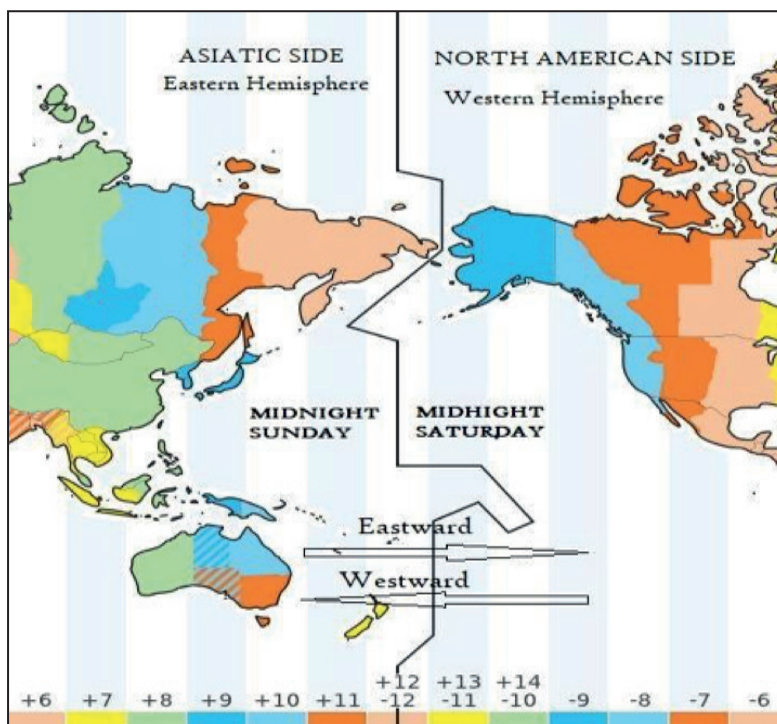 ASIATIC SIDE
Eastern Hemisphere
NORTH AMERICAN SIDE
Western Hemisphere
MIDNIGHT
SUNDAY
MIDHIGHT
SATURDAY
Eastward
Westward
+12 +13 +14
+6 +7 +8 +9 +10 +11 -12 -11 -10 -9 -8 -7 -6